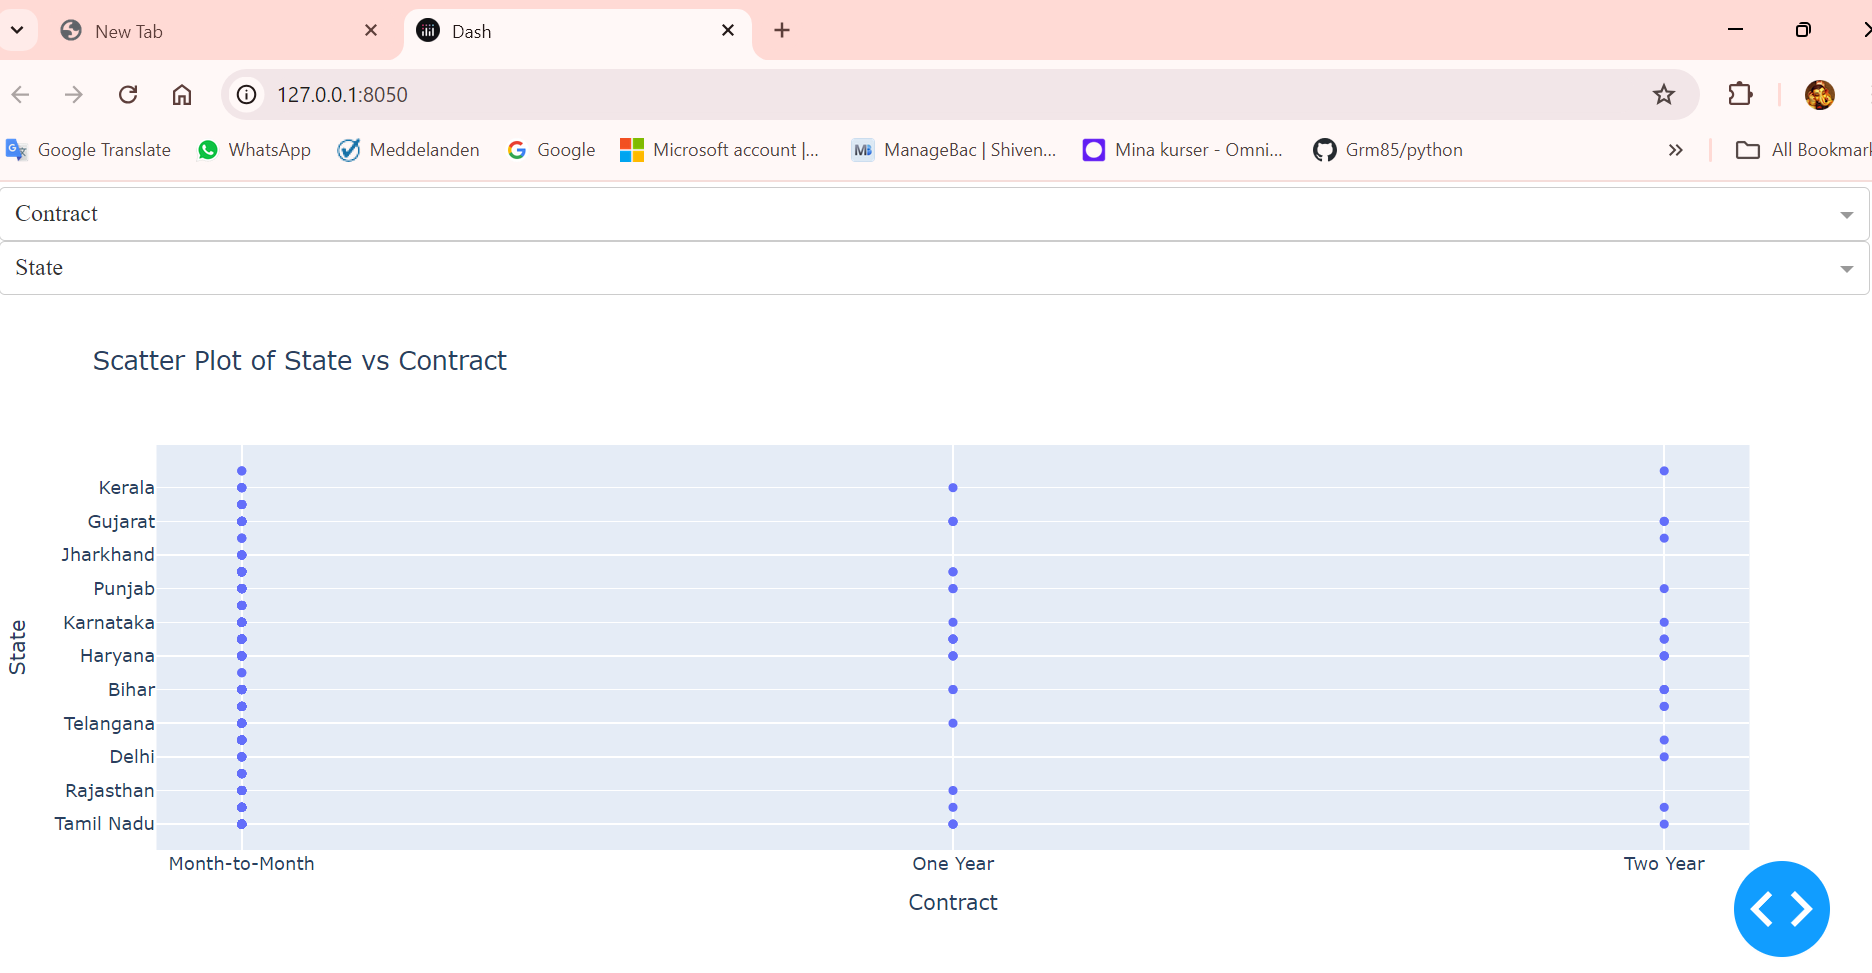 New Tab
Dash
127.0.0.1:8050
Google Translate WhatsApp Meddelanden Google Microsoft account |... ManageBac | Shiven... Mina kurser - Omni... Grm85/python » All Bookmar
Contract
State
Scatter Plot of State vs Contract
Kerala
Gujarat
Jharkhand
Punjab
Karnataka
Haryana
Bihar
Telangana
Delhi
Rajasthan
Tamil Nadu
State
Month-to-Month One Year Two Year
Contract